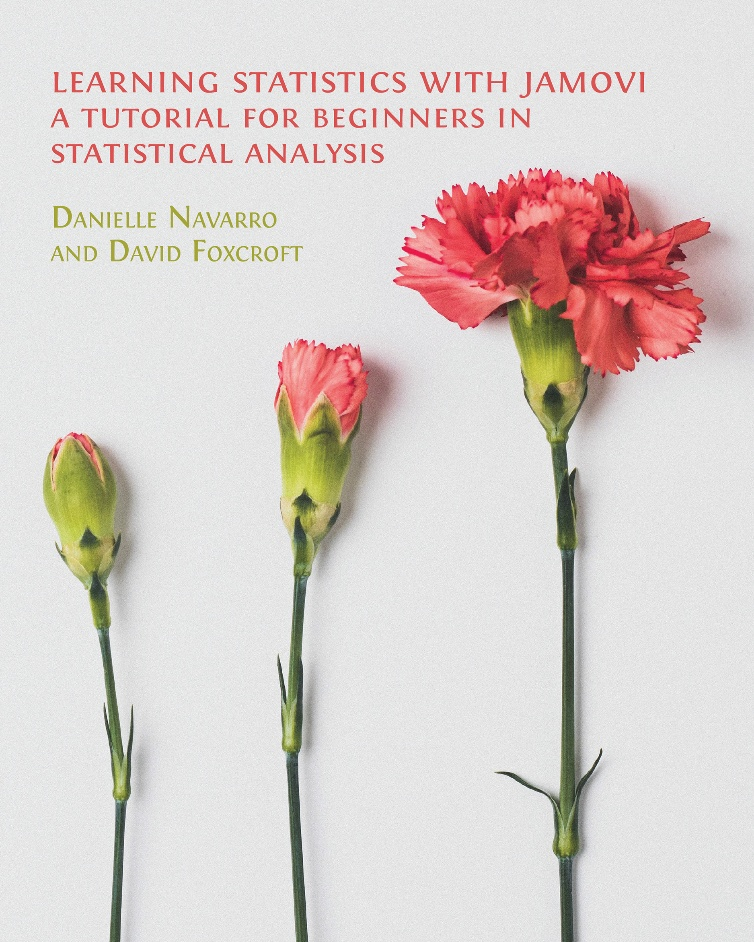 LEARNING STATISTICS WITH JAMOVI
A TUTORIAL FOR BEGINNERS IN
STATISTICAL ANALYSIS
DANIELLE NAVARRO
AND DAVID FOXCROFT